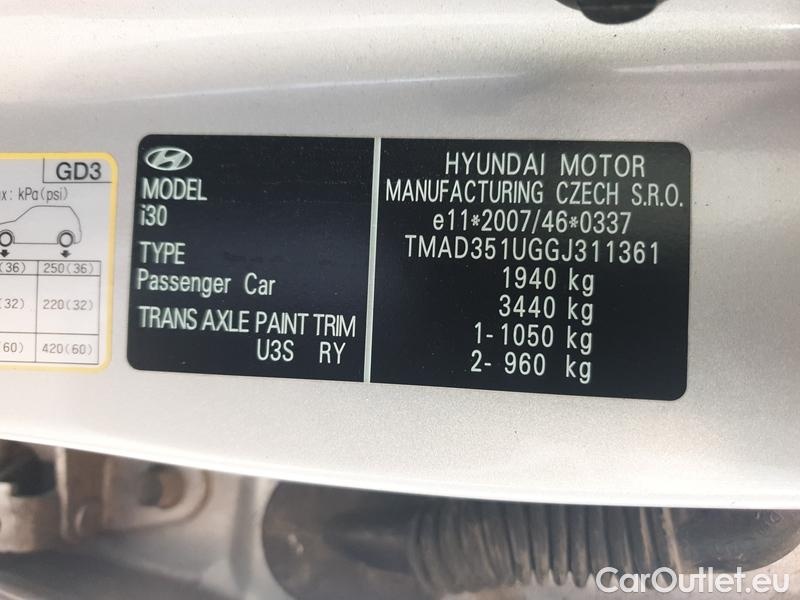 GD3
x: kPa(psi)
(36) 250(36)
(32) 220(32)
(60) 420(60)
MODEL
i30
TYPE
Passenger Car
TRANS AXLE PAINT TRIM
U3S RY
HYUNDAI MOTOR
MANUFACTURING CZECH S.R.O.
e11*2007/46*0337
TMAD351UGGJ311361
1940 kg
3440 kg
1- 1050 kg
2- 960 kg
CarOutlet.eu